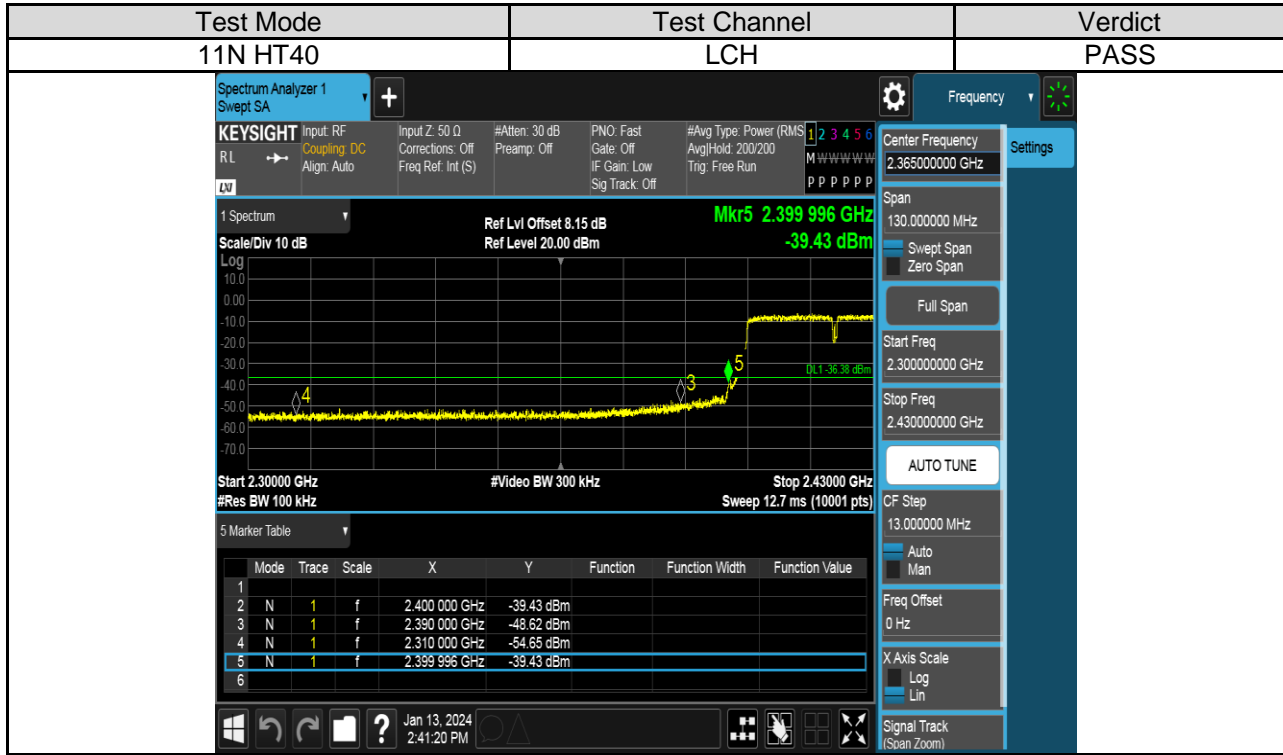 Test Mode Test Channel Verdict
11N HT40 LCH PASS
Spectrum Analyzer 1
Swept SA
+
Frequency
KEYSIGHT Input: RF Input Z: 50 Ω #Atten: 30 dB PNO: Fast #Avg Type: Power (RMS 1 2 3 4 5 6
RL Coupling: DC Corrections: Off Preamp: Off Gate: Off Avg|Hold: 200/200 M W W W W W
Align: Auto Freq Ref: Int (S) IF Gain: Low Trig: Free Run
LXI Sig Track: Off P P P P P P
1 Spectrum
Ref Lvl Offset 8.15 dB Mkr5 2.399 996 GHz
Scale/Div 10 dB Ref Level 20.00 dBm -39.43 dBm
Log
10.0
0.00
-10.0
-20.0
-30.0
-40.0
-50.0
-60.0
-70.0
4
3
5
DL1 -36.38 dBm
Start 2.30000 GHz #Video BW 300 kHz Stop 2.43000 GHz
#Res BW 100 kHz Sweep 12.7 ms (10001 pts)
5 Marker Table
Mode Trace Scale X Y Function Function Width Function Value
1
2 N 1 f 2.400 000 GHz -39.43 dBm
3 N 1 f 2.390 000 GHz -48.62 dBm
4 N 1 f 2.310 000 GHz -54.65 dBm
5 N 1 f 2.399 996 GHz -39.43 dBm
6
?
Jan 13, 2024
2:41:20 PM
Center Frequency
2.365000000 GHz
Settings
Span
130.000000 MHz
Swept Span
Zero Span
Full Span
Start Freq
2.300000000 GHz
Stop Freq
2.430000000 GHz
AUTO TUNE
CF Step
13.000000 MHz
Auto
Man
Freq Offset
0 Hz
X Axis Scale
Log
Lin
Signal Track
(Span Zoom)